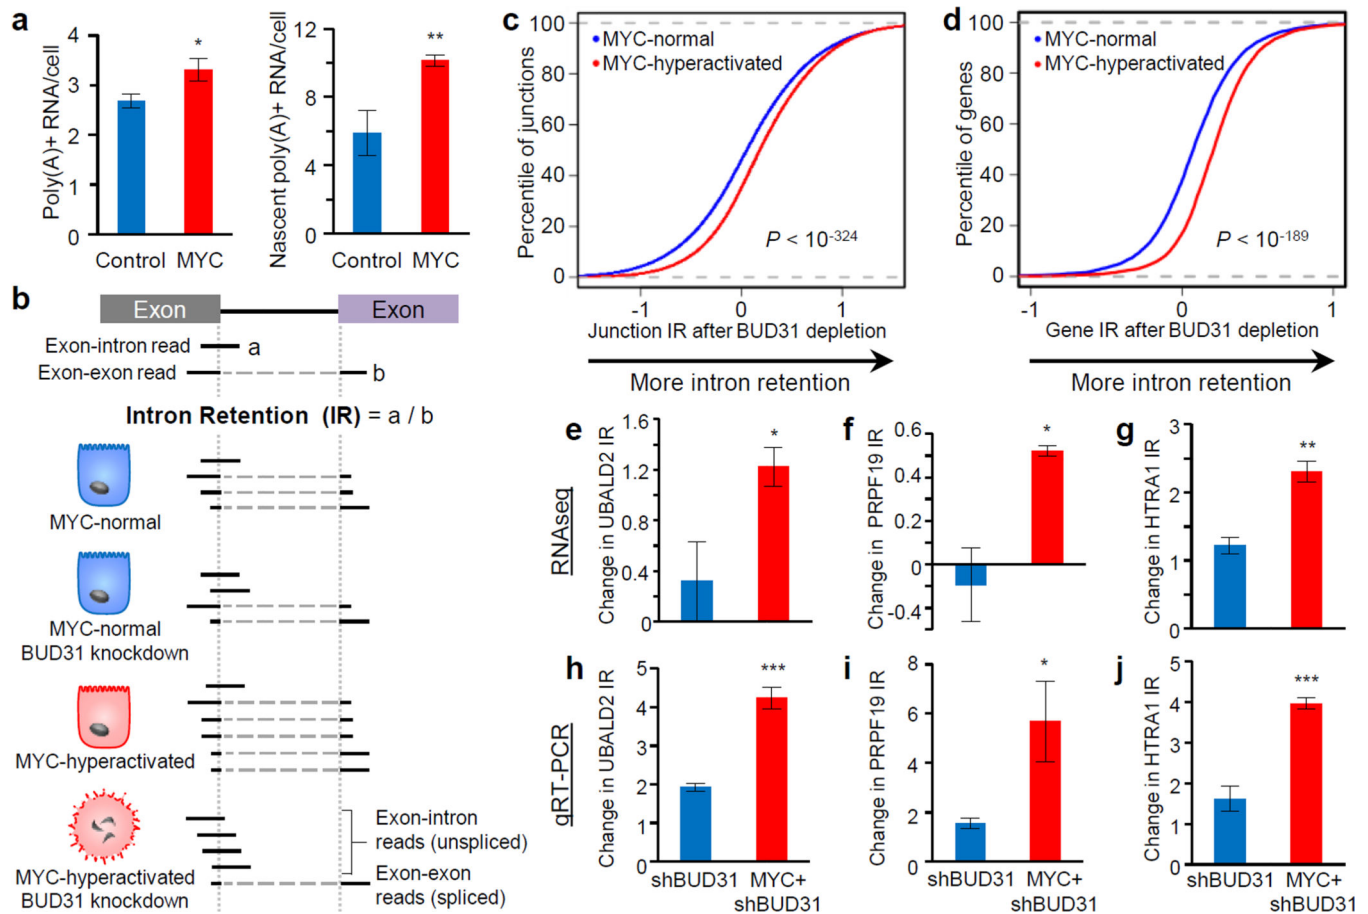 a
Poly(A)+ RNA/cell
4
3
2
1
0
*
Control MYC
Nascent poly(A)+ RNA/cell
12
9
6
3
0
**
Control MYC
b
Exon
Exon
Exon-intron read
a
Exon-exon read
b
Intron Retention (IR) = a / b
MYC-normal
MYC-normal
BUD31 knockdown
MYC-hyperactivated
MYC-hyperactivated
BUD31 knockdown
Exon-intron
reads (unspliced)
Exon-exon
reads (spliced)
c
Percentile of junctions
100
80
60
40
20
0
MYC-normal
MYC-hyperactivated
P < 10-324
-1 0 1
Junction IR after BUD31 depletion
More intron retention
d
Percentile of genes
100
80
60
40
20
0
MYC-normal
MYC-hyperactivated
P < 10-189
-1 0 1
Gene IR after BUD31 depletion
More intron retention
RNAseq
e
Change in UBALD2 IR
1.6
1.2
0.8
0.4
0
*
f
Change in PRPF19 IR
0.6
0.4
0.2
0
-0.4
*
g
Change in HTRA1 IR
3
2
1
0
**
qRT-PCR
h
Change in UBALD2 IR
5
4
3
2
1
0
***
shBUD31 MYC+
shBUD31
i
Change in PRPF19 IR
8
6
4
2
0
*
shBUD31 MYC+
shBUD31
j
Change in HTRA1 IR
5
4
3
2
1
0
***
shBUD31 MYC+
shBUD31